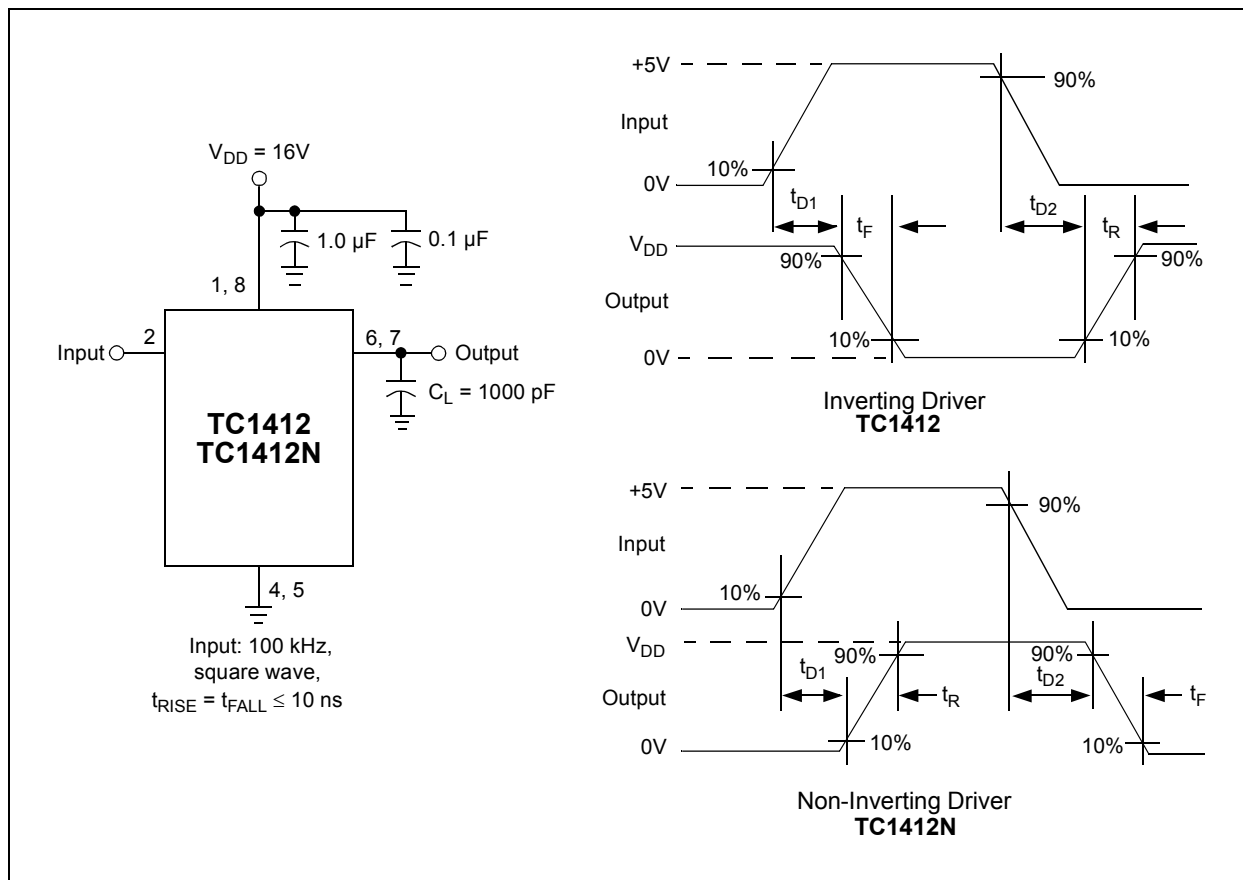 V_DD = 16V
1.0 µF
0.1 µF
1, 8
2
6, 7
Input
Output
C_L = 1000 pF
TC1412
TC1412N
4, 5
Input: 100 kHz,
square wave,
t_RISE = t_FALL ≤ 10 ns
+5V
90%
Input
10%
0V
t_D1
t_D2
t_F
t_R
V_DD
90%
90%
Output
10%
10%
0V
Inverting Driver
TC1412
+5V
90%
Input
10%
0V
V_DD
t_D1
90%
90%
t_D2
Output
t_R
t_F
0V
10%
10%
Non-Inverting Driver
TC1412N